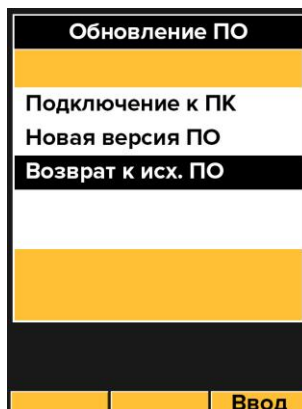 Обновление ПО
Подключение к ПК
Новая версия ПО
Возврат к исх. ПО
Ввод